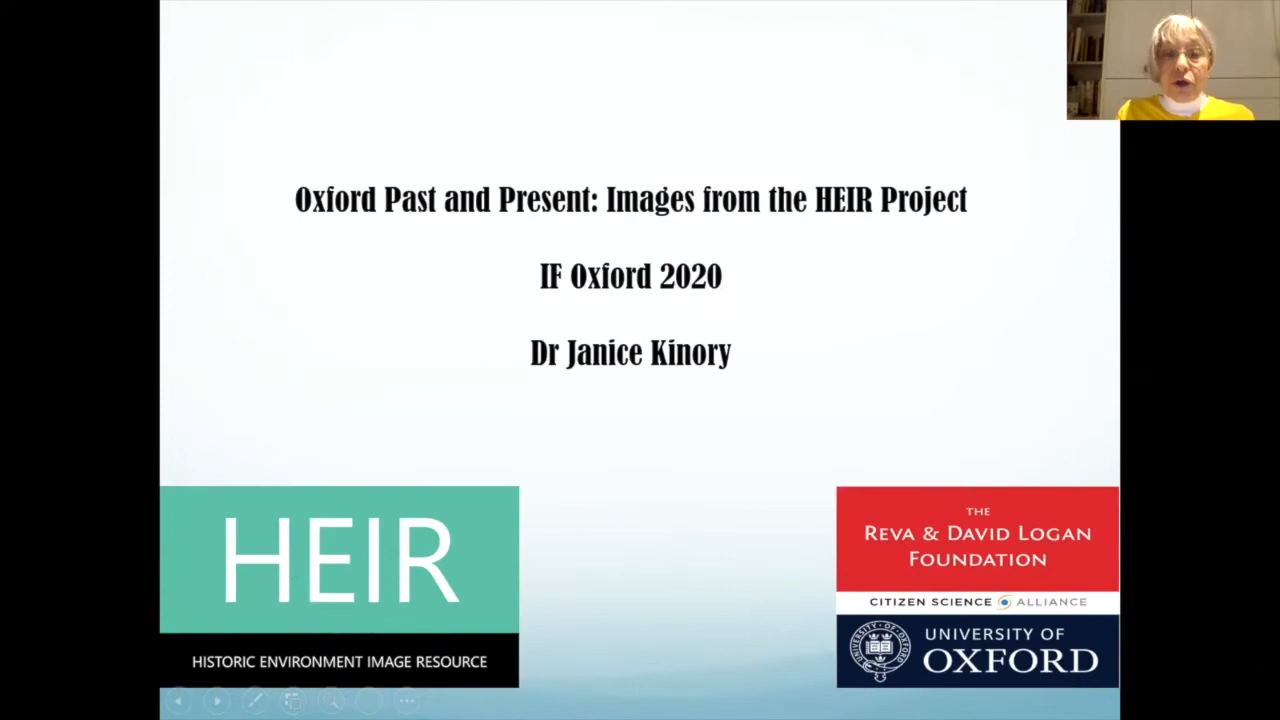 Oxford Past and Present: Images from the HEIR Project
IF Oxford 2020
Dr Janice Kinory
HEIR
HISTORIC ENVIRONMENT IMAGE RESOURCE
THE
REVA & DAVID LOGAN
FOUNDATION
CITIZEN SCIENCE ALLIANCE
UNIVERSITY OF
OXFORD